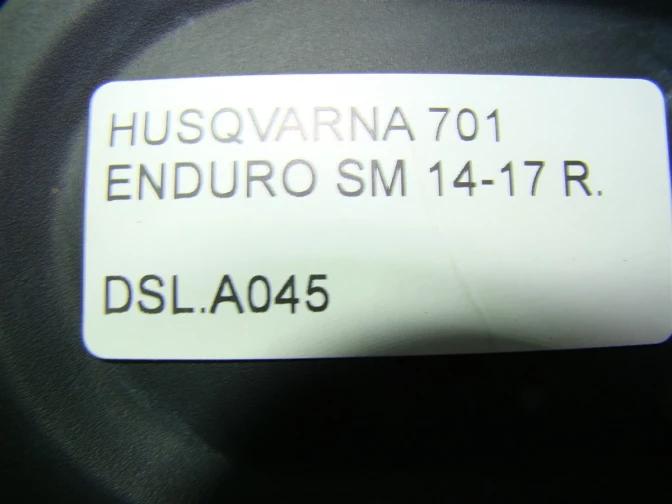 HUSQVARNA 701
ENDURO SM 14-17 R.
DSL.A045